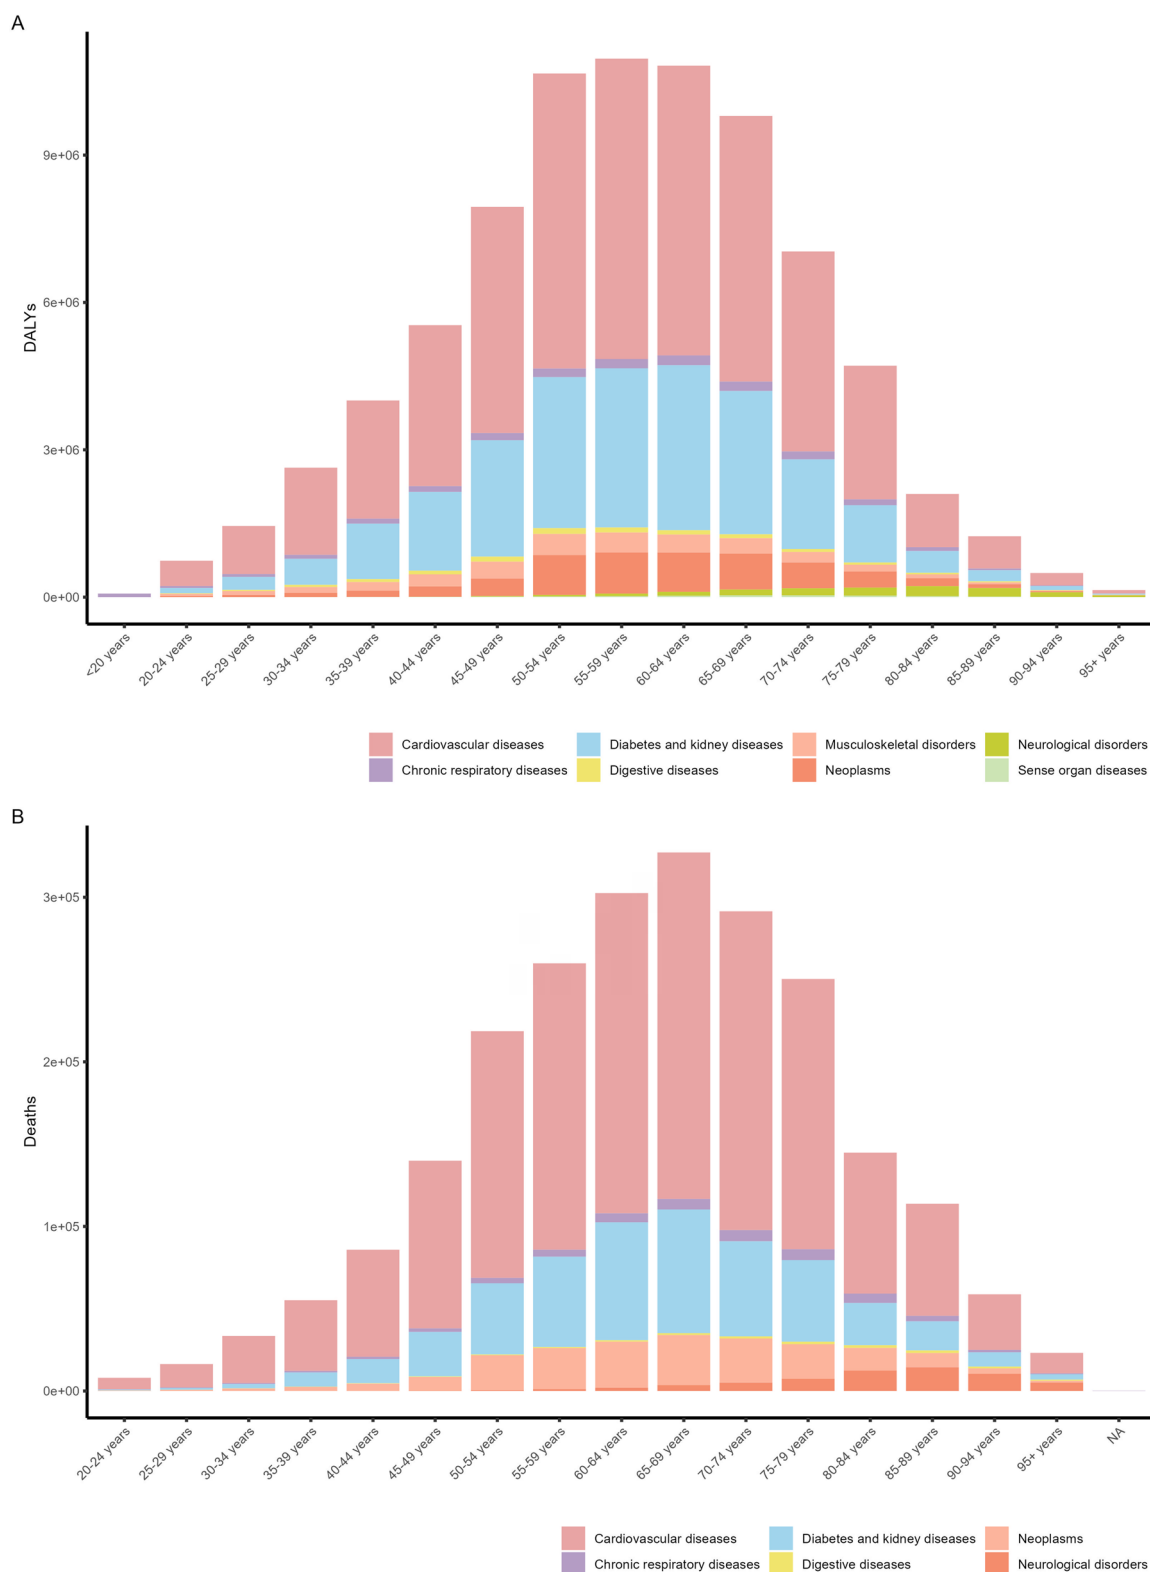 A
DALYs
9e+06
6e+06
3e+06
0e+00
<20 years
20-24 years
25-29 years
30-34 years
35-39 years
40-44 years
45-49 years
50-54 years
55-59 years
60-64 years
65-69 years
70-74 years
75-79 years
80-84 years
85-89 years
90-94 years
95+ years
Cardiovascular diseases
Diabetes and kidney diseases
Musculoskeletal disorders
Neurological disorders
Chronic respiratory diseases
Digestive diseases
Neoplasms
Sense organ diseases
B
Deaths
3e+05
2e+05
1e+05
0e+00
20-24 years
25-29 years
30-34 years
35-39 years
40-44 years
45-49 years
50-54 years
55-59 years
60-64 years
65-69 years
70-74 years
75-79 years
80-84 years
85-89 years
90-94 years
95+ years
NA
Cardiovascular diseases
Diabetes and kidney diseases
Neoplasms
Chronic respiratory diseases
Digestive diseases
Neurological disorders